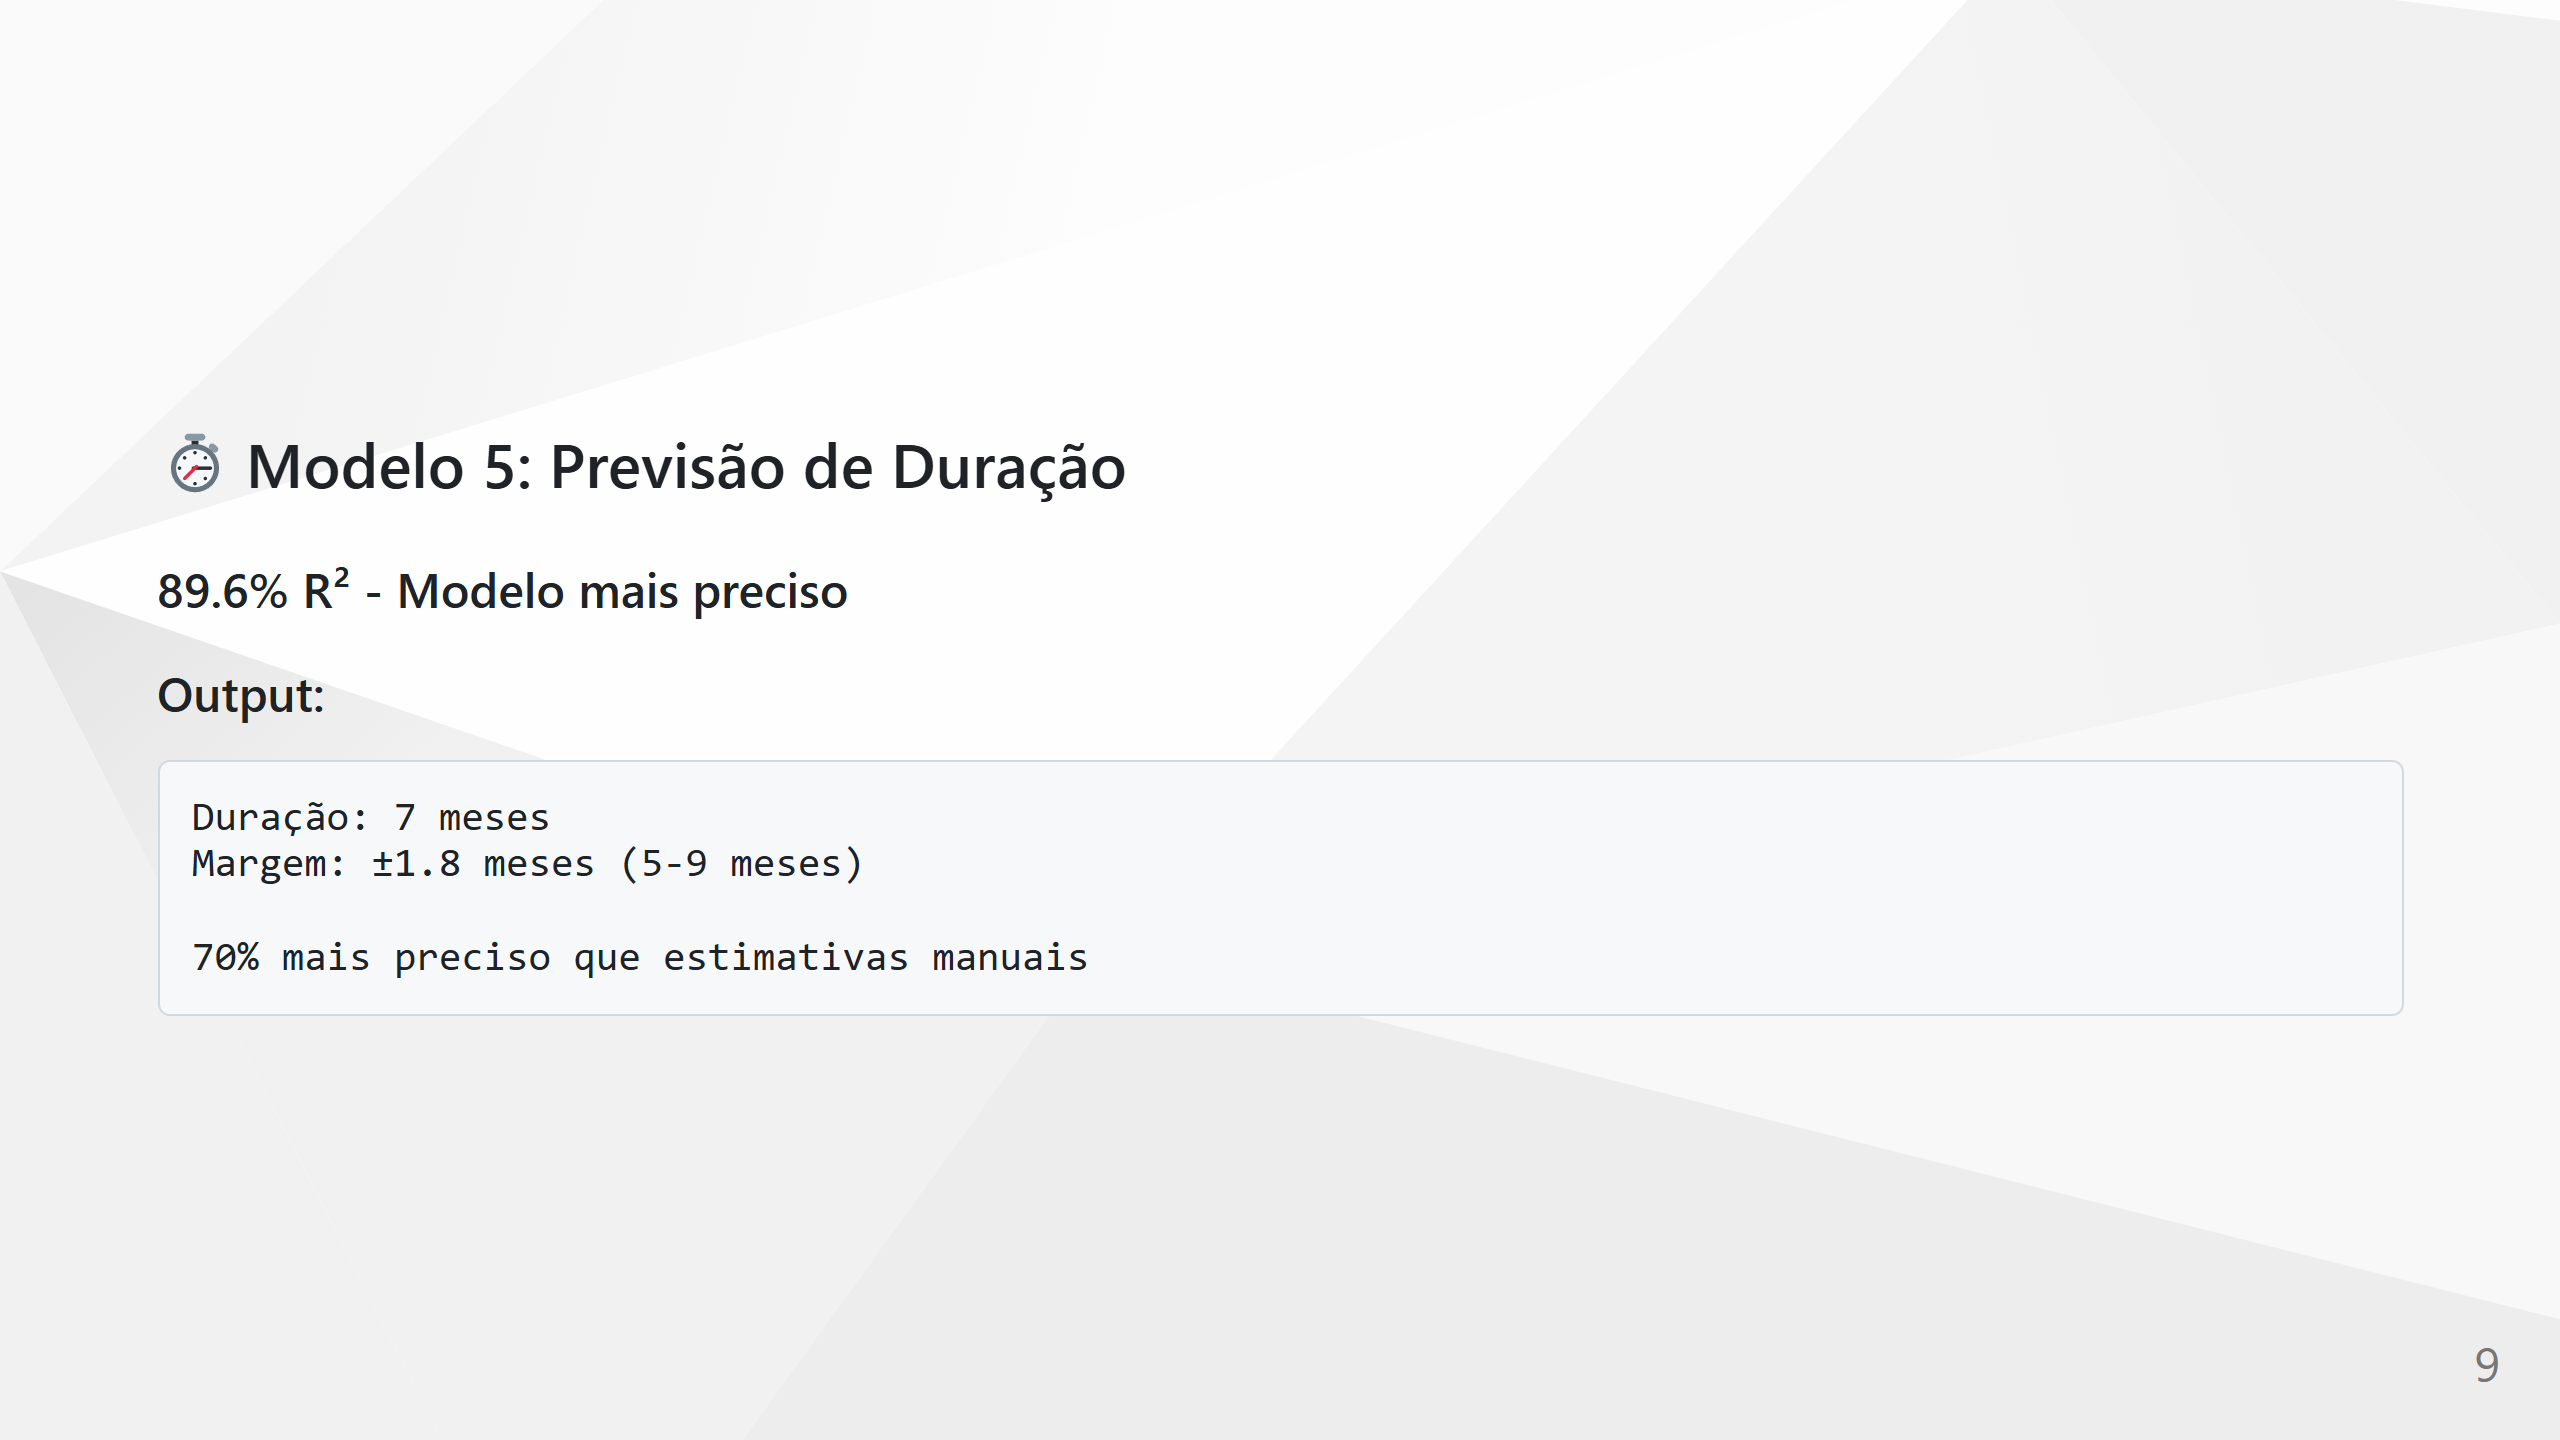 ⏱ Modelo 5: Previsão de Duração
89.6% R² - Modelo mais preciso
Output:
Duração: 7 meses
Margem: ±1.8 meses (5-9 meses)
70% mais preciso que estimativas manuais
9